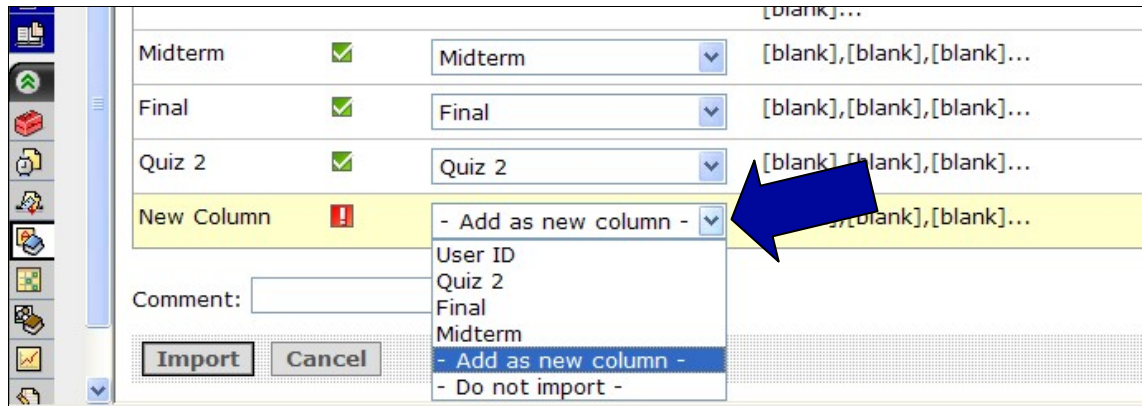 [blank]...
Midterm Midterm [blank],[blank],[blank]...
Final Final [blank],[blank],[blank]...
Quiz 2 Quiz 2 [blank],[blank],[blank]...
New Column - Add as new column - ,[blank],[blank]...
User ID
Quiz 2
Comment:
Final
Midterm
Import Cancel - Add as new column -
- Do not import -